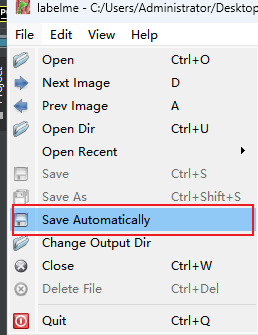 labelme - C:/Users/Administrator/Desktop
File Edit View Help
Open Ctrl+O
Next Image D
Prev Image A
Open Dir Ctrl+U
Open Recent
Save Ctrl+S
Save As Ctrl+Shift+S
Save Automatically
Change Output Dir
Close Ctrl+W
Delete File Ctrl+Del
Quit Ctrl+Q